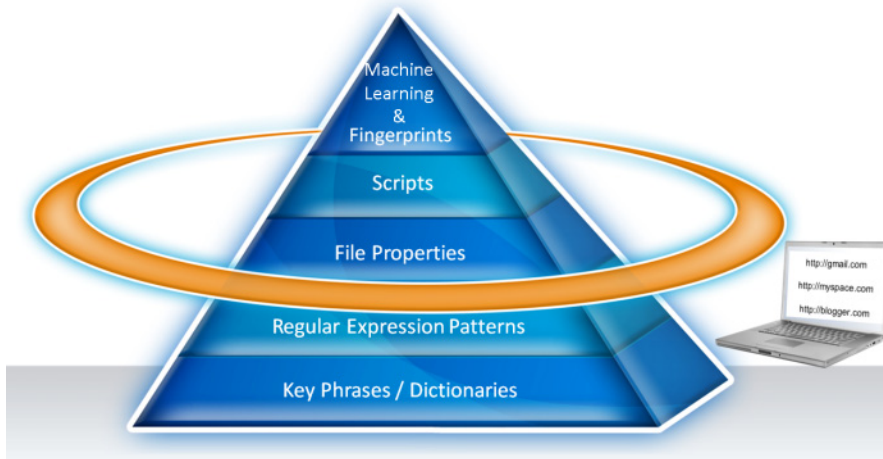 Machine
Learning
&
Fingerprints
Scripts
File Properties
Regular Expression Patterns
Key Phrases / Dictionaries
http://gmail.com
http://myspace.com
http://blogger.com